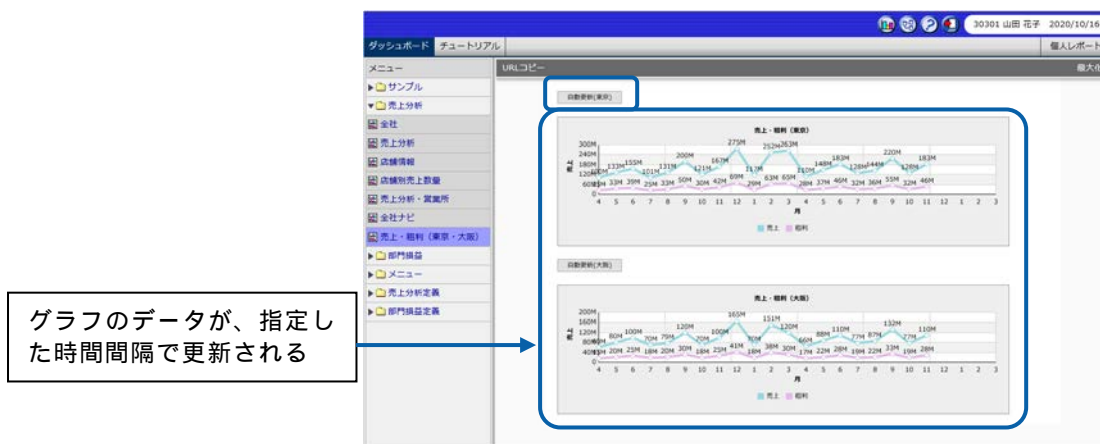 30301 山田 花子 2020/10/16
ダッシュボード チュートリアル 個人レポート
メニュー
サンプル
売上分析
全社
売上分析
店舗情報
店舗別売上数量
売上分析・営業所
全社ナビ
売上・粗利（東京・大阪）
部門損益
メニュー
売上分析定義
部門損益定義
グラフのデータが、指定し
た時間間隔で更新される
URLコピー 最大化
自動更新(東京)
売上・粗利（東京）
300M
240M
180M
120M
0
売上
133M 155M 101M 131M 200M 121M 167M 275M 117M 252M 263M 110M 148M 183M 126M 144M 220M 128M 183M
33M 39M 25M 33M 50M 30M 42M 69M 29M 63M 65M 28M 37M 46M 32M 36M 55M 32M 46M
4 5 6 7 8 9 10 11 12 1 2 3 4 5 6 7 8 9 10 11 12 1 2 3
月
売上 粗利
自動更新(大阪)
売上・粗利（大阪）
200M
160M
120M
0
売上
80M 100M 70M 79M 120M 70M 100M 165M 70M 151M 120M 66M 88M 110M 77M 87M 132M 77M 110M
20M 25M 18M 20M 30M 18M 25M 41M 18M 38M 30M 17M 22M 28M 19M 22M 33M 19M 28M
4 5 6 7 8 9 10 11 12 1 2 3 4 5 6 7 8 9 10 11 12 1 2 3
月
売上 粗利